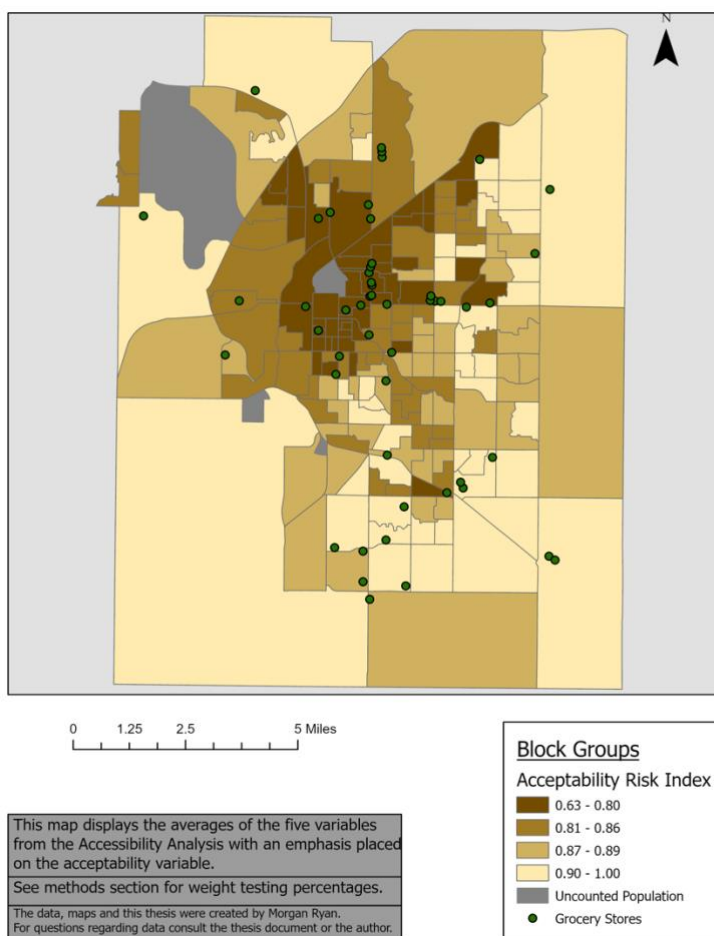 N
0 1.25 2.5 5 Miles
Block Groups
Acceptability Risk Index
0.63 - 0.80
0.81 - 0.86
0.87 - 0.89
0.90 - 1.00
Uncounted Population
Grocery Stores
This map displays the averages of the five variables
from the Accessibility Analysis with an emphasis placed
on the acceptability variable.
See methods section for weight testing percentages.
The data, maps and this thesis were created by Morgan Ryan.
For questions regarding data consult the thesis document or the author.